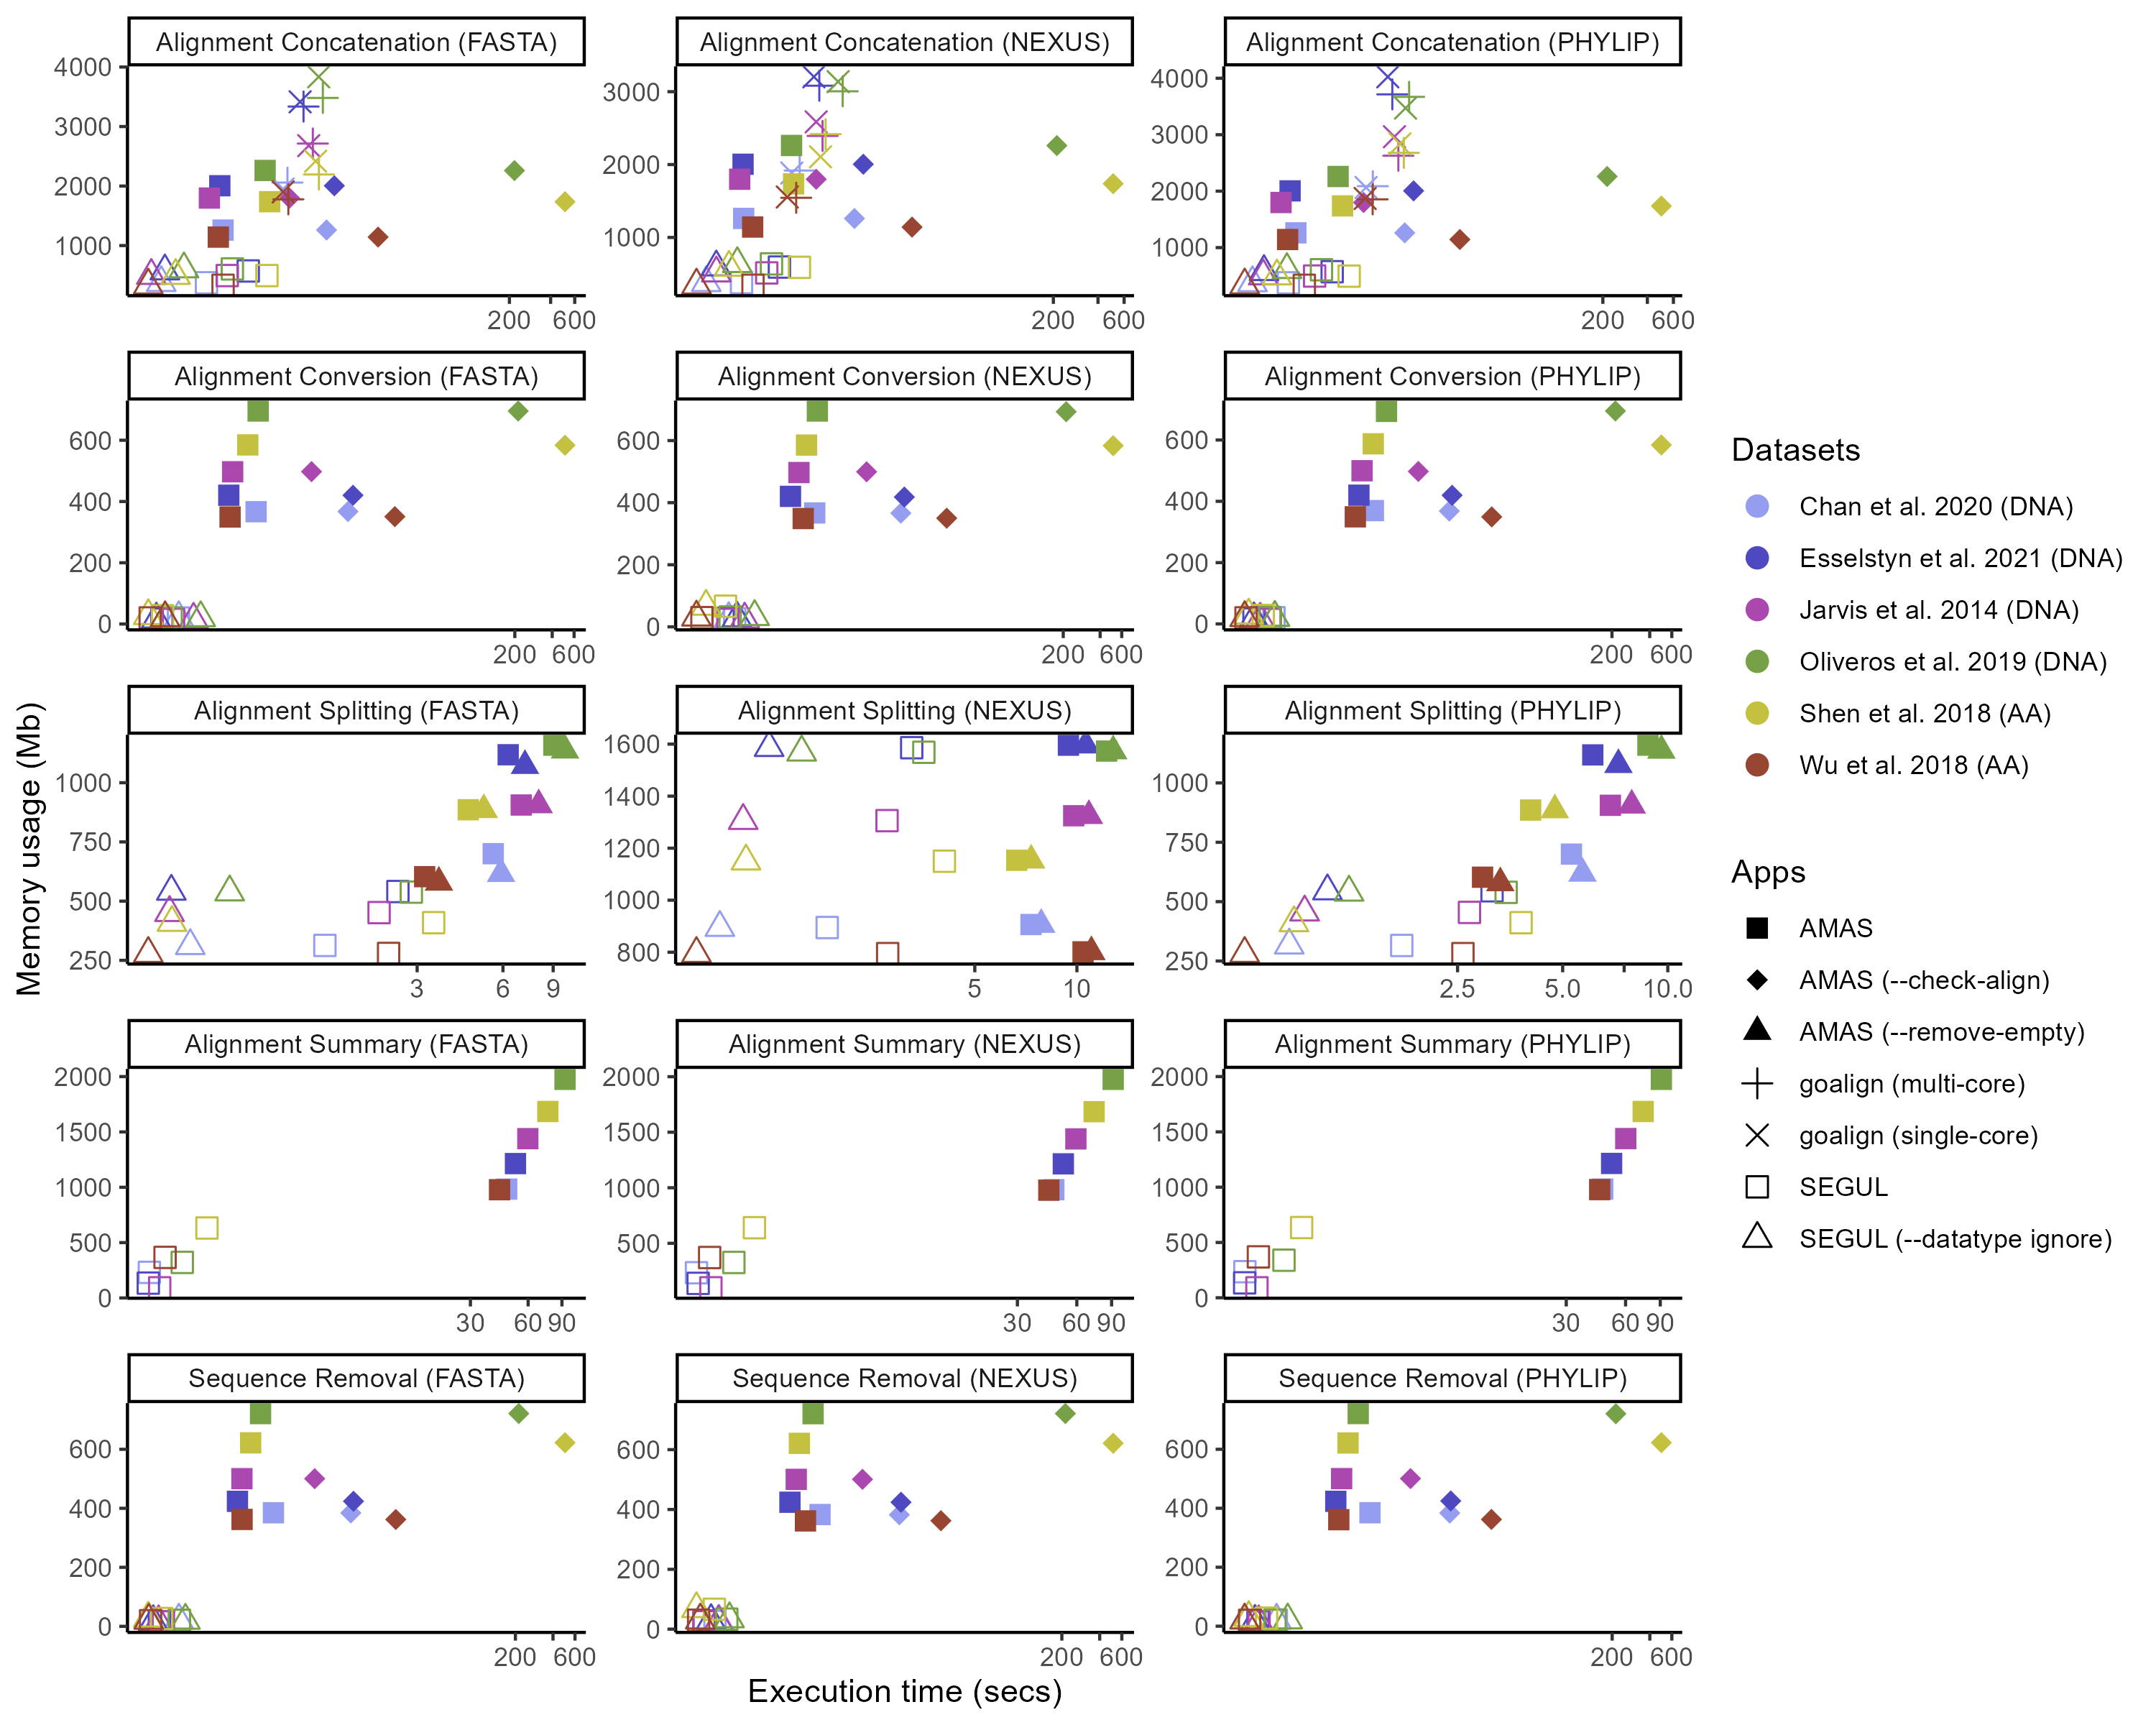 Alignment Concatenation (FASTA)
Alignment Concatenation (NEXUS)
Alignment Concatenation (PHYLIP)
4000
3000
2000
1000
200 600
3000
2000
1000
200 600
4000
3000
2000
1000
200 600
Alignment Conversion (FASTA)
Alignment Conversion (NEXUS)
Alignment Conversion (PHYLIP)
600
400
200
0
200 600
600
400
200
0
200 600
600
400
200
0
200 600
Alignment Splitting (FASTA)
Alignment Splitting (NEXUS)
Alignment Splitting (PHYLIP)
1000
750
500
250
3 6 9
1600
1400
1200
1000
800
5 10
1000
750
500
250
2.5 5.0 10.0
Alignment Summary (FASTA)
Alignment Summary (NEXUS)
Alignment Summary (PHYLIP)
2000
1500
1000
500
0
30 60 90
2000
1500
1000
500
30 60 90
2000
1500
1000
500
0
30 60 90
Sequence Removal (FASTA)
Sequence Removal (NEXUS)
Sequence Removal (PHYLIP)
600
400
200
0
200 600
600
400
200
0
200 600
600
400
200
0
200 600
Memory usage (Mb)
Execution time (secs)
Datasets
Chan et al. 2020 (DNA)
Esselstyn et al. 2021 (DNA)
Jarvis et al. 2014 (DNA)
Oliveros et al. 2019 (DNA)
Shen et al. 2018 (AA)
Wu et al. 2018 (AA)
Apps
AMAS
AMAS (--check-align)
AMAS (--remove-empty)
goalign (multi-core)
goalign (single-core)
SEGUL
SEGUL (--datatype ignore)